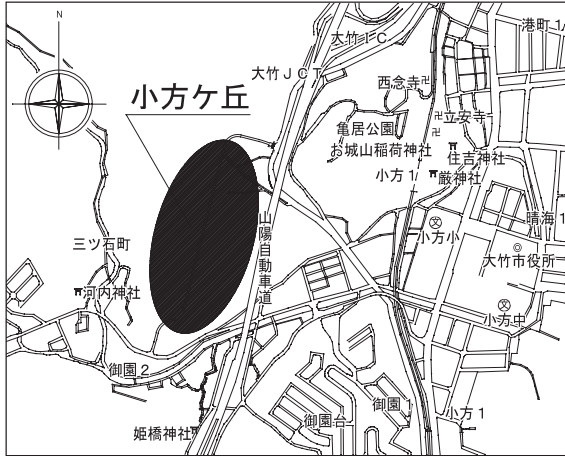 N
港町1
大竹IC
大竹JCT
西念寺
小方ケ丘
亀居公園
立安寺
お城山稲荷神社
住吉神社
小方1
厳神社
晴海1
山陽自動車道
小方小
三ツ石町
大竹市役所
河内神社
小方中
御園2
御園1
小方1
御園台
姫橋神社